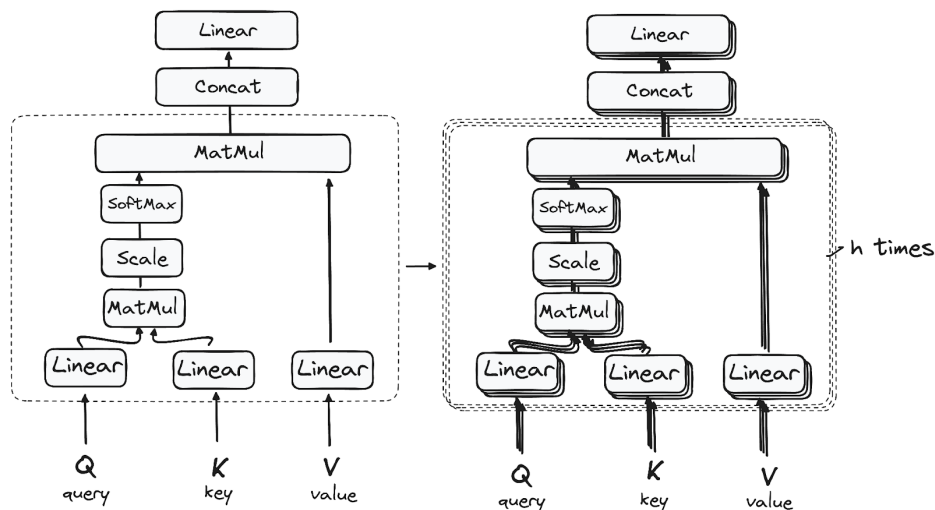 Linear
Concat
MatMul
SoftMax
Scale
MatMul
Linear
Linear
Linear
Q
query
K
key
V
value
Linear
Concat
MatMul
SoftMax
Scale
MatMul
Linear
Linear
Linear
h times
Q
query
K
key
V
value